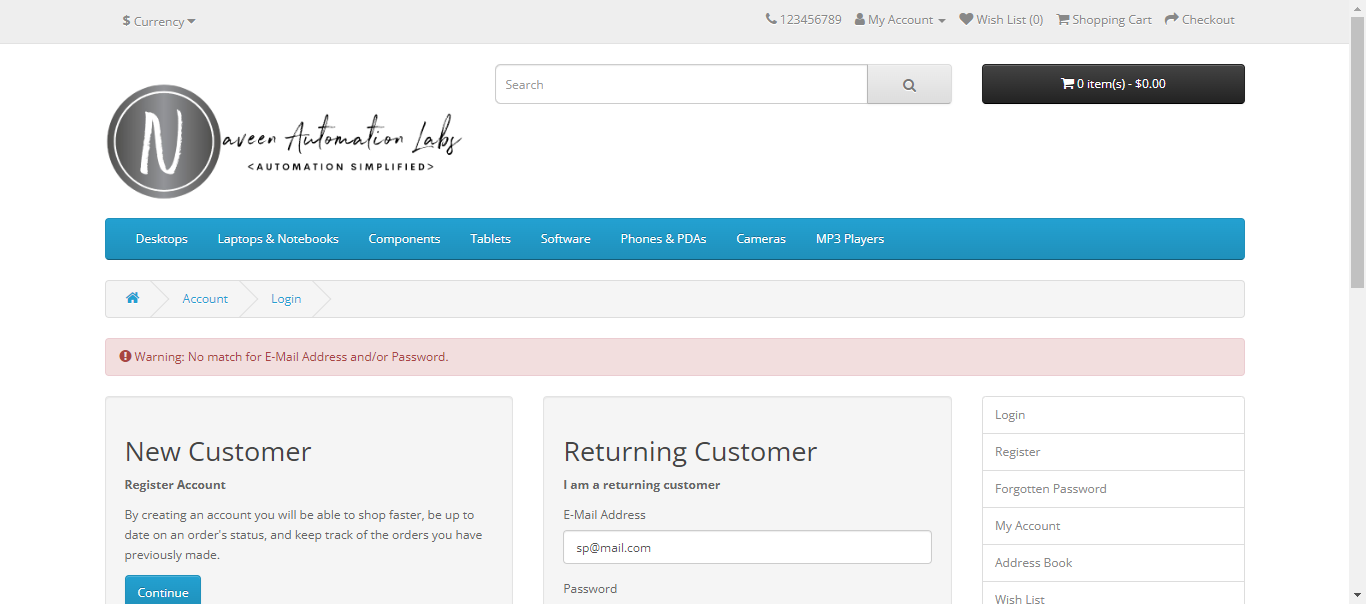 $ Currency
123456789 My Account Wish List (0) Shopping Cart Checkout
Search
0 item(s) - $0.00
N
aveen Automation Labs
<AUTOMATION SIMPLIFIED>
Desktops Laptops & Notebooks Components Tablets Software Phones & PDAs Cameras MP3 Players
Account Login
Warning: No match for E-Mail Address and/or Password.
New Customer
Register Account
By creating an account you will be able to shop faster, be up to
date on an order's status, and keep track of the orders you have
previously made.
Continue
Returning Customer
I am a returning customer
E-Mail Address
sp@mail.com
Password
Login
Register
Forgotten Password
My Account
Address Book
Wish List